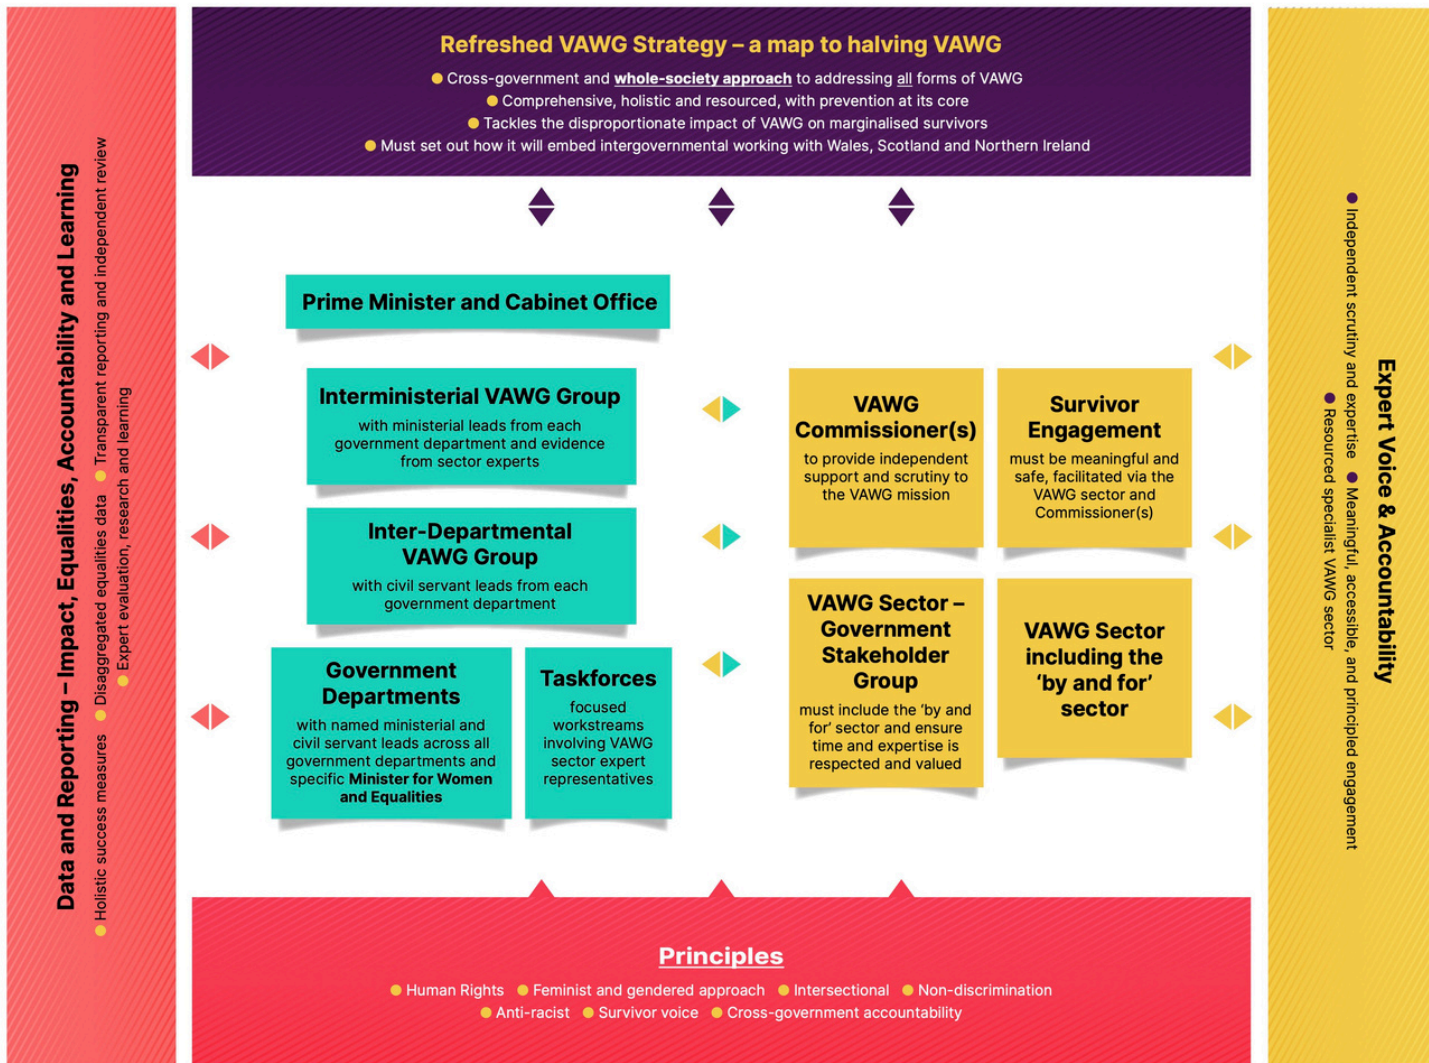 Refreshed VAWG Strategy – a map to halving VAWG
● Cross-government and whole-society approach to addressing all forms of VAWG
● Comprehensive, holistic and resourced, with prevention at its core
● Tackles the disproportionate impact of VAWG on marginalised survivors
● Must set out how it will embed intergovernmental working with Wales, Scotland and Northern Ireland
Data and Reporting – Impact, Equalities, Accountability and Learning
● Holistic success measures ● Disaggregated equalities data ● Transparent reporting and independent review
● Expert evaluation, research and learning
Prime Minister and Cabinet Office
Interministerial VAWG Group
with ministerial leads from each
government department and evidence
from sector experts
Inter-Departmental
VAWG Group
with civil servant leads from each
government department
Government
Departments
with named ministerial and
civil servant leads across all
government departments and
specific Minister for Women
and Equalities
Taskforces
focused
workstreams
involving VAWG
sector expert
representatives
VAWG
Commissioner(s)
to provide independent
support and scrutiny to
the VAWG mission
Survivor
Engagement
must be meaningful and
safe, facilitated via the
VAWG sector and
Commissioner(s)
VAWG Sector –
Government
Stakeholder
Group
must include the ‘by and
for’ sector and ensure
time and expertise is
respected and valued
VAWG Sector
including the
‘by and for’
sector
Expert Voice & Accountability
● Independent scrutiny and expertise ● Meaningful, accessible, and principled engagement
● Resourced specialist VAWG sector
Principles
● Human Rights ● Feminist and gendered approach ● Intersectional ● Non-discrimination
● Anti-racist ● Survivor voice ● Cross-government accountability